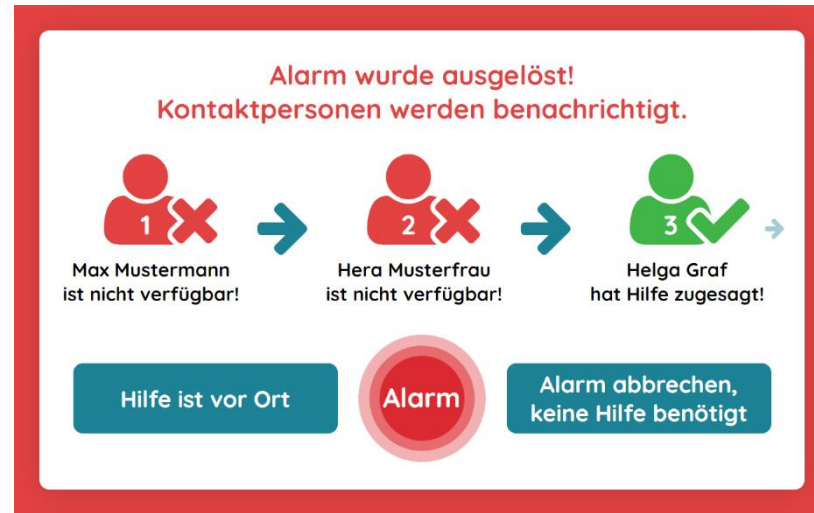 Alarm wurde ausgelöst!
Kontaktpersonen werden benachrichtigt.
1
2
3
Max Mustermann
ist nicht verfügbar!
Hera Musterfrau
ist nicht verfügbar!
Helga Graf
hat Hilfe zugesagt!
Hilfe ist vor Ort
Alarm
Alarm abbrechen,
keine Hilfe benötigt